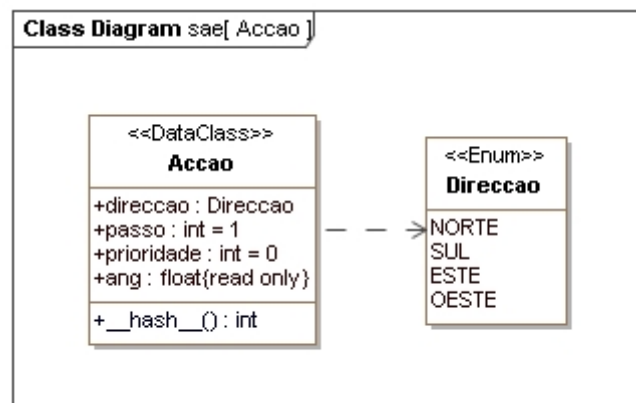 Class Diagram sae[ Accao ]
<<DataClass>>
Accao
+direccao : Direccao
+passo : int = 1
+prioridade : int = 0
+ang : float{read only}
+__hash__() : int
<<Enum>>
Direccao
NORTE
SUL
ESTE
OESTE